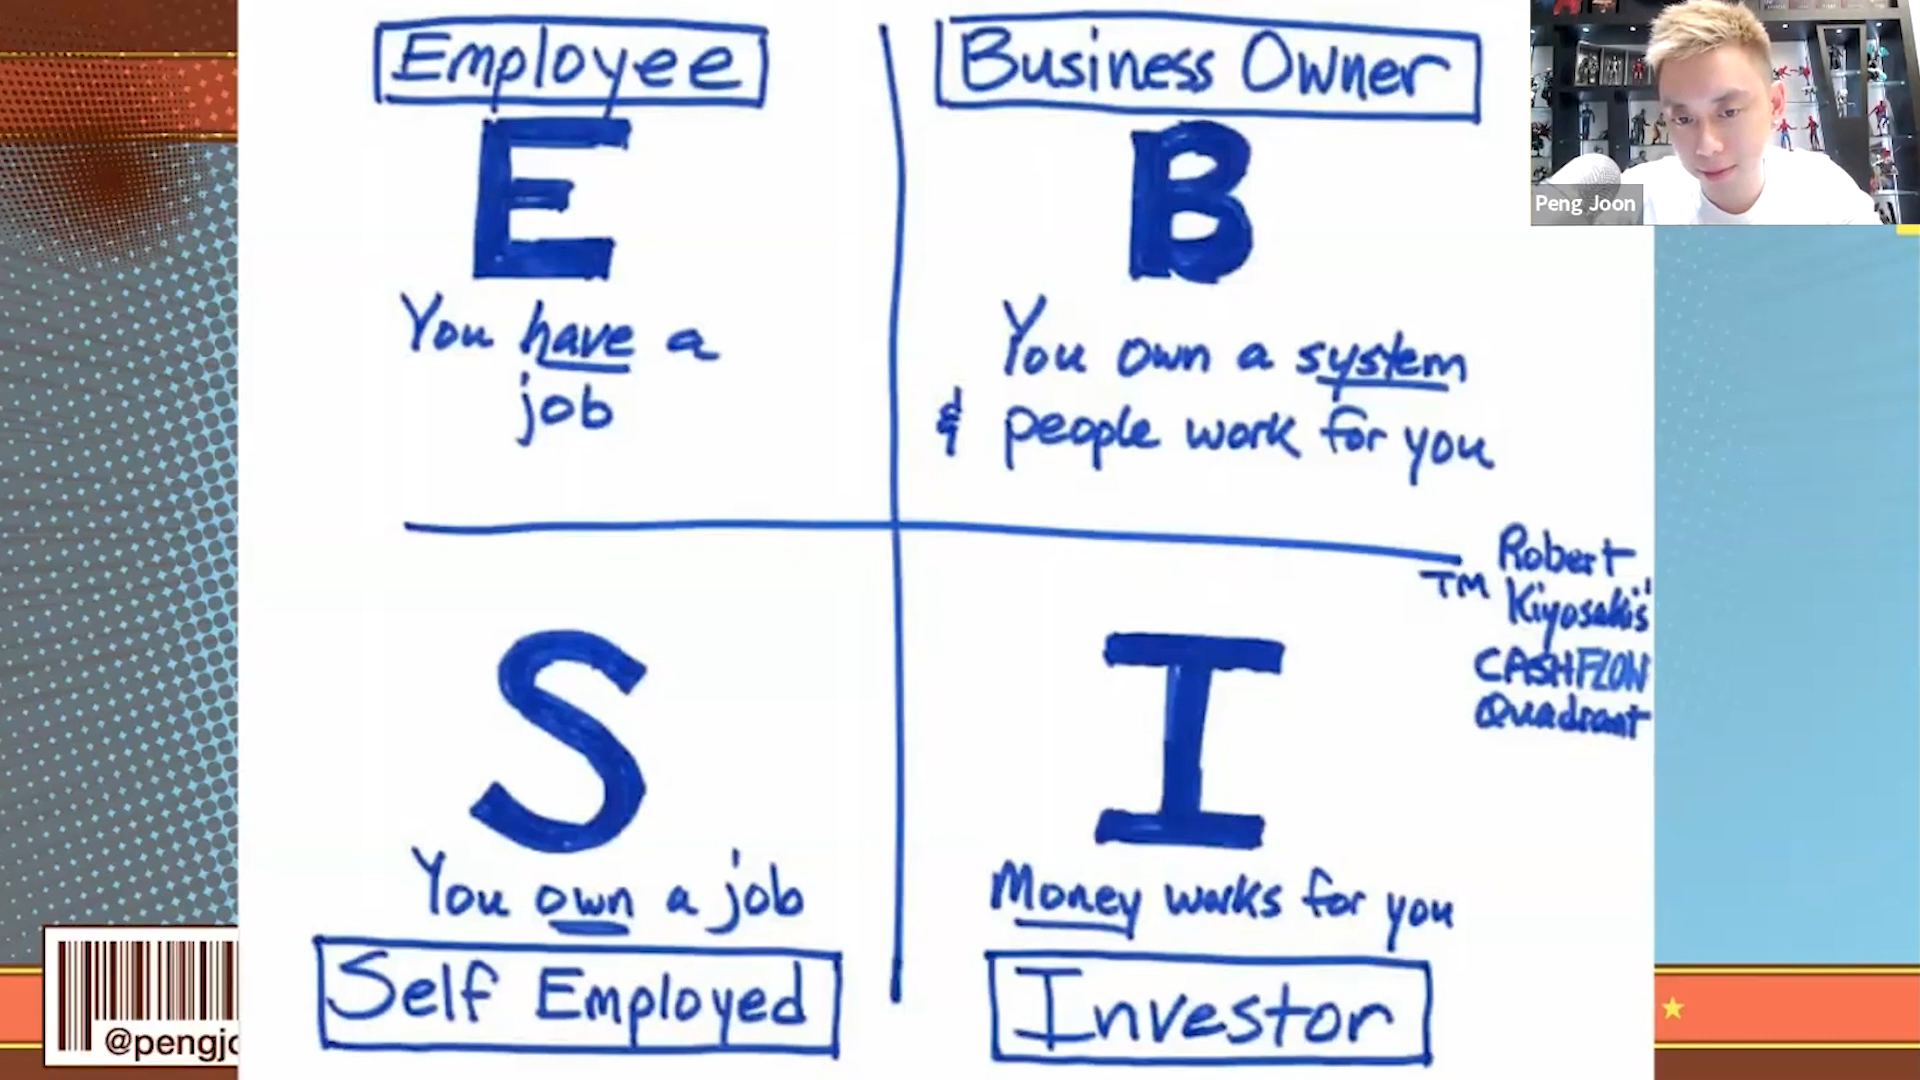 Employee
E
You have a
job
Business Owner
B
You own a system
& people work for you
Peng Joon
TM Robert
Kiyosakis'
CASHFLOW
Quadrant
S
You own a job
Self Employed
I
Money works for you
Investor
@pengjo